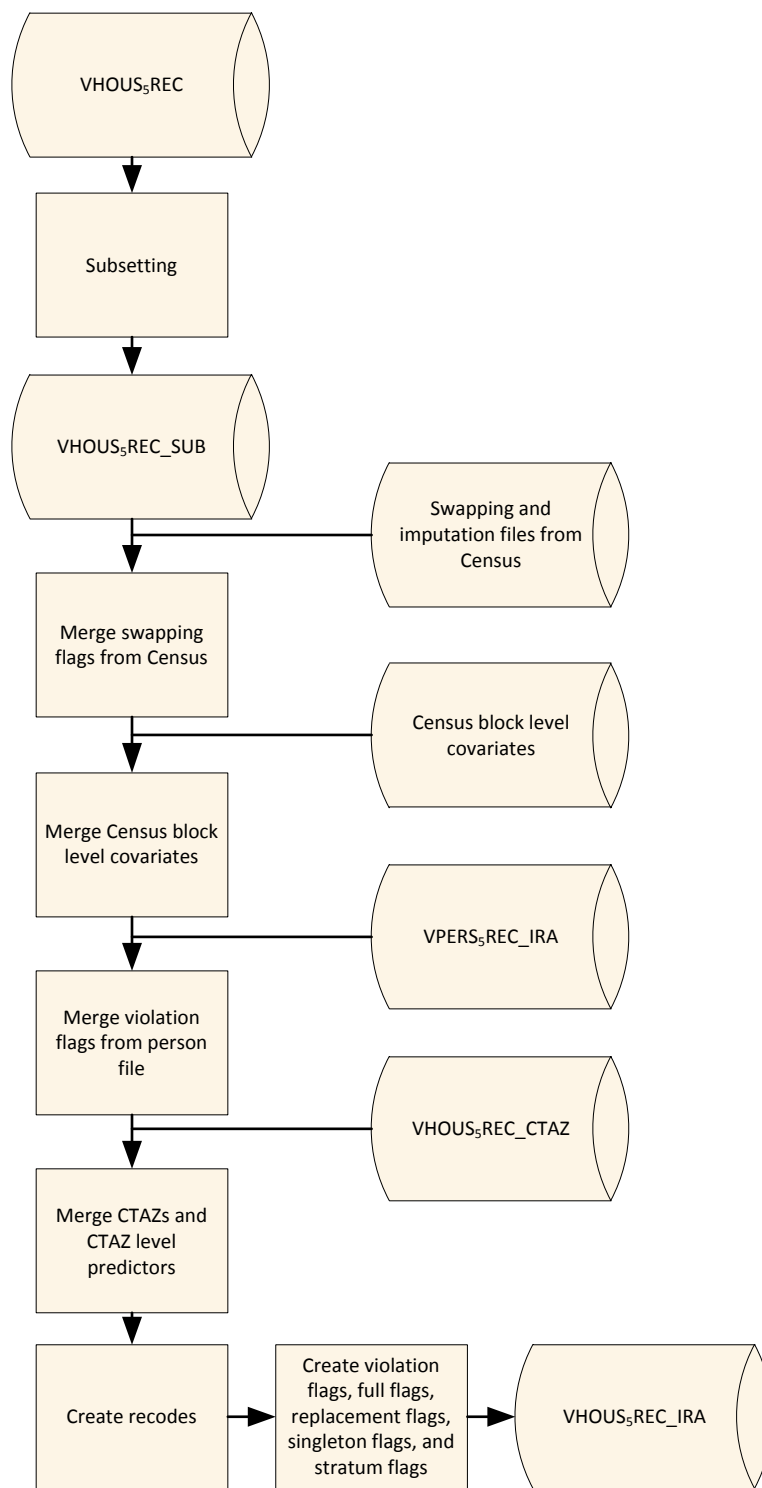 VHOUS₅REC
Subsetting
VHOUS₅REC_SUB
Swapping and
imputation files from
Census
Merge swapping
flags from Census
Census block level
covariates
Merge Census block
level covariates
VPERS₅REC_IRA
Merge violation
flags from person
file
VHOUS₅REC_CTAZ
Merge CTAZs and
CTAZ level
predictors
Create recodes
Create violation
flags, full flags,
replacement flags,
singleton flags, and
stratum flags
VHOUS₅REC_IRA